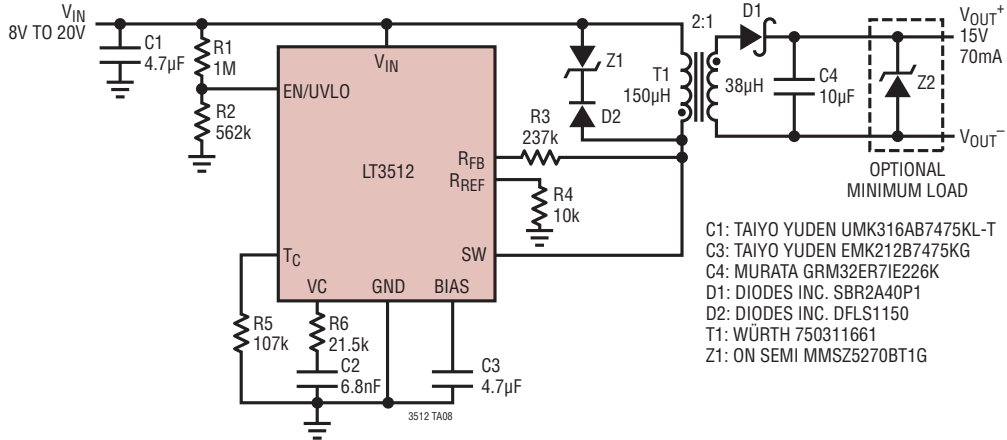 VIN
8V TO 20V
C1
4.7µF
R1
1M
R2
562k
VIN
EN/UVLO
LT3512
RFB
RREF
SW
TC
VC
GND
BIAS
R3
237k
R4
10k
Z1
D2
2:1
T1
150µH
38µH
D1
C4
10µF
Z2
VOUT+
15V
70mA
VOUT–
OPTIONAL
MINIMUM LOAD
R5
107k
R6
21.5k
C2
6.8nF
C3
4.7µF
3512 TA08
C1: TAIYO YUDEN UMK316AB7475KL-T
C3: TAIYO YUDEN EMK212B7475KG
C4: MURATA GRM32ER7IE226K
D1: DIODES INC. SBR2A40P1
D2: DIODES INC. DFLS1150
T1: WÜRTH 750311661
Z1: ON SEMI MMSZ5270BT1G